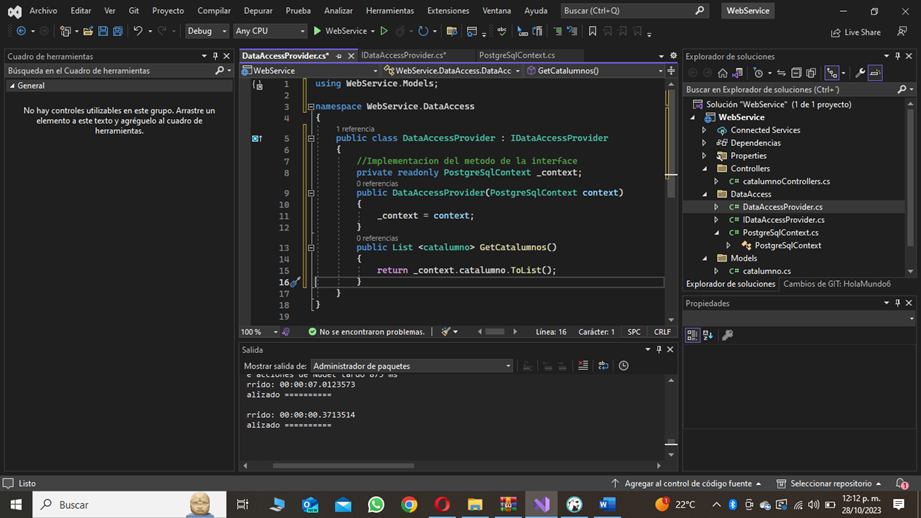 Archivo Editar Ver Git Proyecto Compilar Depurar Prueba Analizar Herramientas Extensiones Ventana Ayuda Buscar (Ctrl+Q) WebService
Debug Any CPU WebService Live Share
Cuadro de herramientas
Búsqueda en el Cuadro de herramientas
General
No hay controles utilizables en este grupo. Arrastre un
elemento a este texto y agréguelo al cuadro de
herramientas.
DataAccessProvider.cs* IDataAccessProvider.cs* PostgreSqlContext.cs
WebService WebService.DataAccess.DataAcc GetCatalumnos()
1 using WebService.Models;
2
3 namespace WebService.DataAccess
4 {
1 referencia
5 public class DataAccessProvider : IDataAccessProvider
6 {
7 //Implementacion del metodo de la interface
8 private readonly PostgreSqlContext _context;
0 referencias
9 public DataAccessProvider(PostgreSqlContext context)
10 {
11 _context = context;
12 }
0 referencias
13 public List <catalumno> GetCatalumnos()
14 {
15 return _context.catalumno.ToList();
16 }
17 }
18 }
19
100 % No se encontraron problemas. Línea: 16 Carácter: 1 SPC CRLF
Salida
Mostrar salida de: Administrador de paquetes
e acciones de NuGet tardó 875 ms
rrido: 00:00:07.0123573
alizado ==========
rrido: 00:00:00.3713514
alizado ==========
Explorador de soluciones
Buscar en Explorador de soluciones (Ctrl+´)
Solución "WebService" (1 de 1 proyecto)
WebService
Connected Services
Dependencias
Properties
Controllers
C# catalumnoControllers.cs
DataAccess
C# DataAccessProvider.cs
C# IDataAccessProvider.cs
C# PostgreSqlContext.cs
PostgreSqlContext
Models
C# catalumno.cs
Explorador de soluciones Cambios de GIT: HolaMundo6
Propiedades
Listo Agregar al control de código fuente Seleccionar repositorio 1
Buscar 22°C 12:12 p. m.
28/10/2023